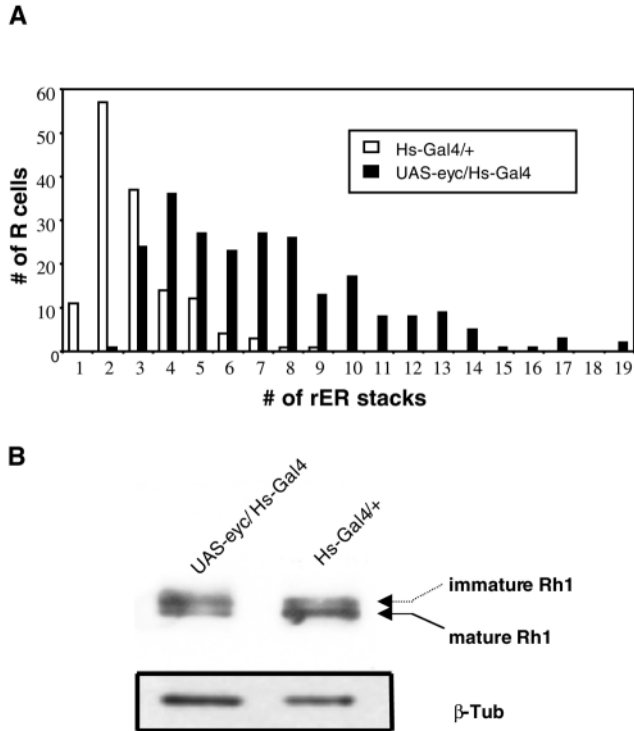 A
60
50
40
30
20
10
0
# of R cells
Hs-Gal4/+
UAS-eyc/Hs-Gal4
1 2 3 4 5 6 7 8 9 10 11 12 13 14 15 16 17 18 19
# of rER stacks
B
UAS-eyc/ Hs-Gal4
Hs-Gal4/+
immature Rh1
mature Rh1
β-Tub